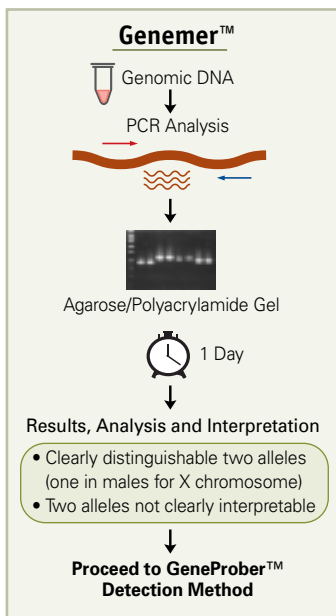 Genemer™
Genomic DNA
PCR Analysis
Agarose/Polyacrylamide Gel
1 Day
Results, Analysis and Interpretation
• Clearly distinguishable two alleles
(one in males for X chromosome)
• Two alleles not clearly interpretable
Proceed to GeneProber™
Detection Method